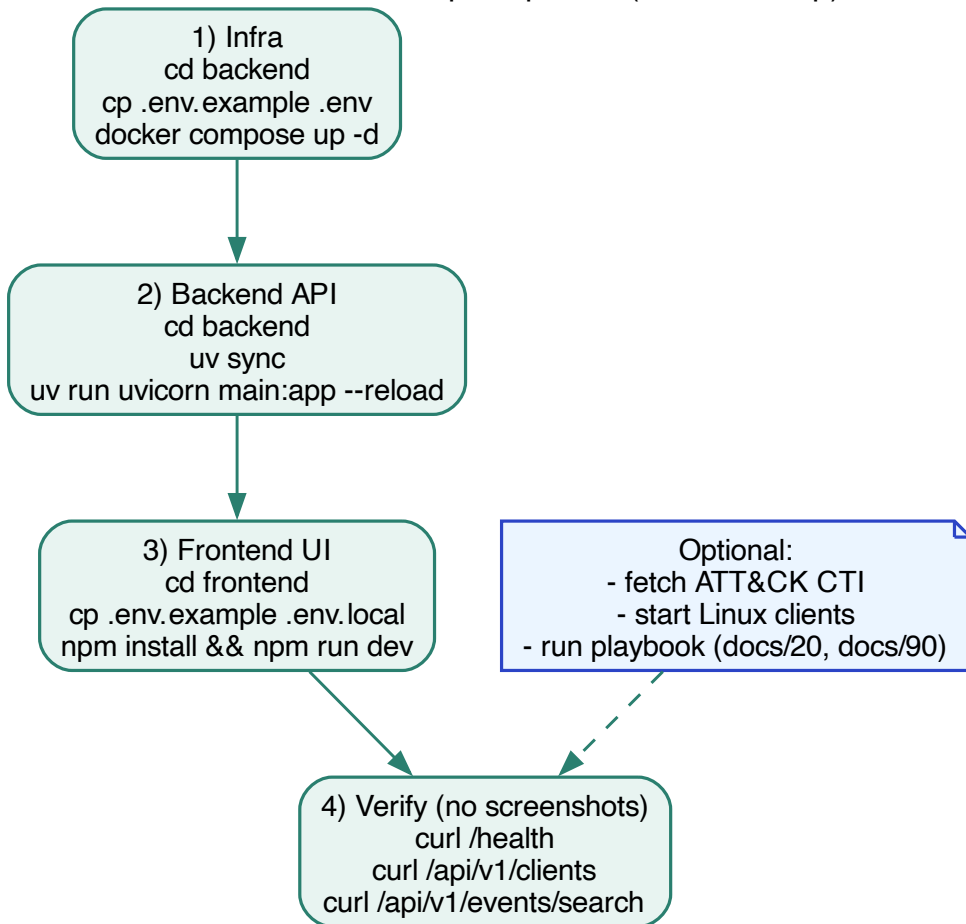 1) Infra
cd backend
cp .env.example .env
docker compose up -d
2) Backend API
cd backend
uv sync
uv run uvicorn main:app --reload
3) Frontend UI
cd frontend
cp .env.example .env.local
npm install && npm run dev
Optional:
- fetch ATT&CK CTI
- start Linux clients
- run playbook (docs/20, docs/90)
4) Verify (no screenshots)
curl /health
curl /api/v1/clients
curl /api/v1/events/search